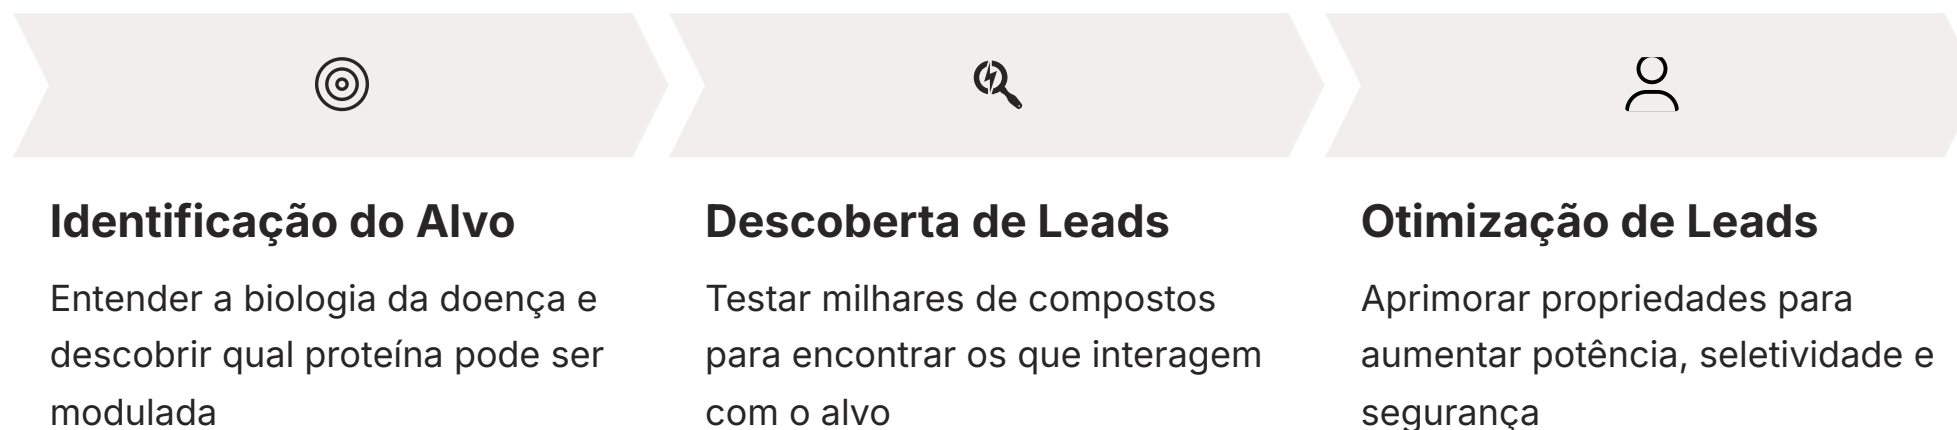 Identificação do Alvo
Entender a biologia da doença e
descobrir qual proteína pode ser
modulada
Descoberta de Leads
Testar milhares de compostos
para encontrar os que interagem
com o alvo
Otimização de Leads
Aprimorar propriedades para
aumentar potência, seletividade e
segurança